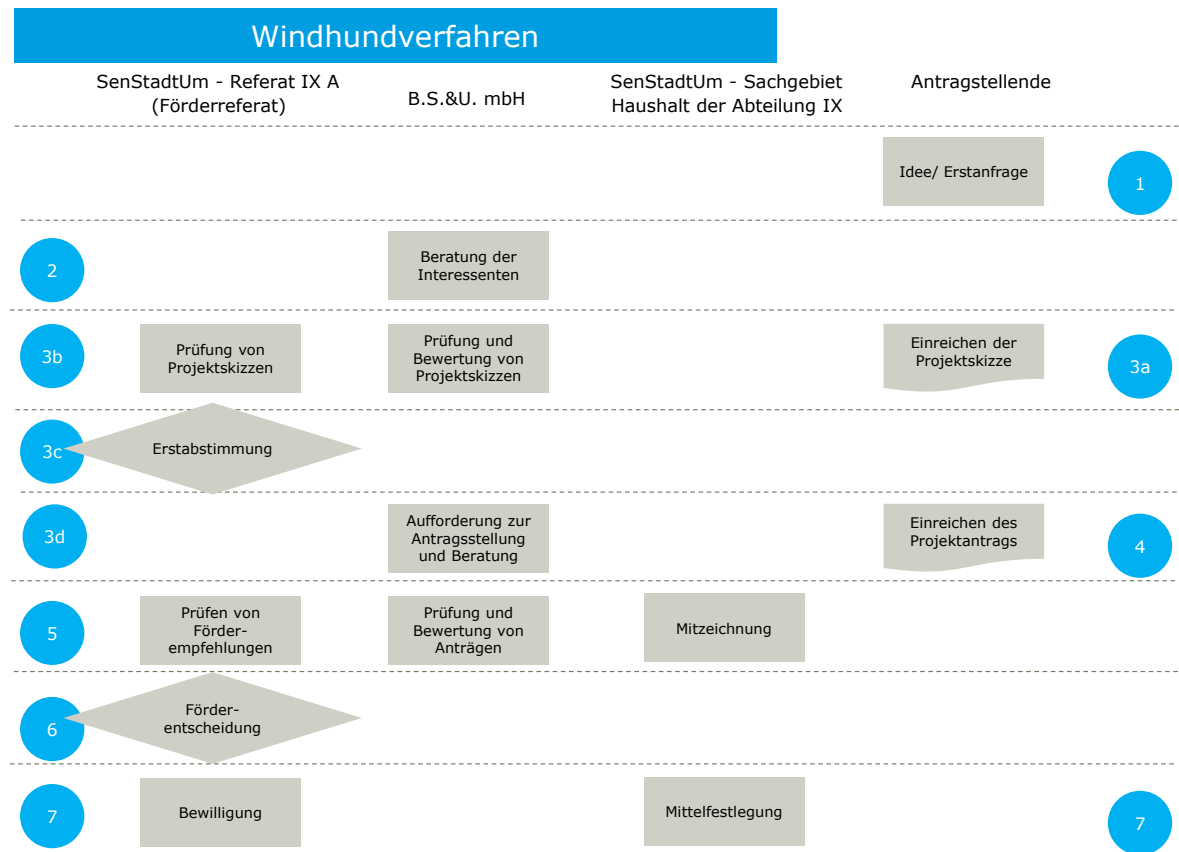 Windhundverfahren
SenStadtUm - Referat IX A
(Förderreferat)
B.S.&U. mbH
SenStadtUm - Sachgebiet
Haushalt der Abteilung IX
Antragstellende
Idee/ Erstanfrage
1
2
Beratung der
Interessenten
3b
Prüfung von
Projektskizzen
Prüfung und
Bewertung von
Projektskizzen
Einreichen der
Projektskizze
3a
3c
Erstabstimmung
3d
Aufforderung zur
Antragsstellung
und Beratung
Einreichen des
Projektantrags
4
5
Prüfen von
Förder-
empfehlungen
Prüfung und
Bewertung von
Anträgen
Mitzeichnung
6
Förder-
entscheidung
7
Bewilligung
Mittelfestlegung
7